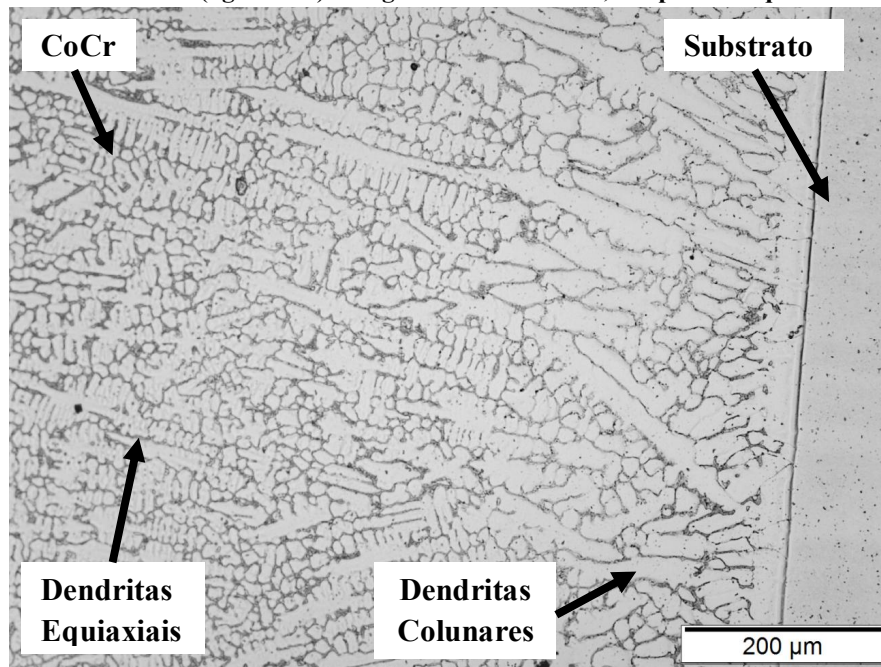 CoCr
Substrato
Dendritas
Equiaxiais
Dendritas
Colunares
200 µm